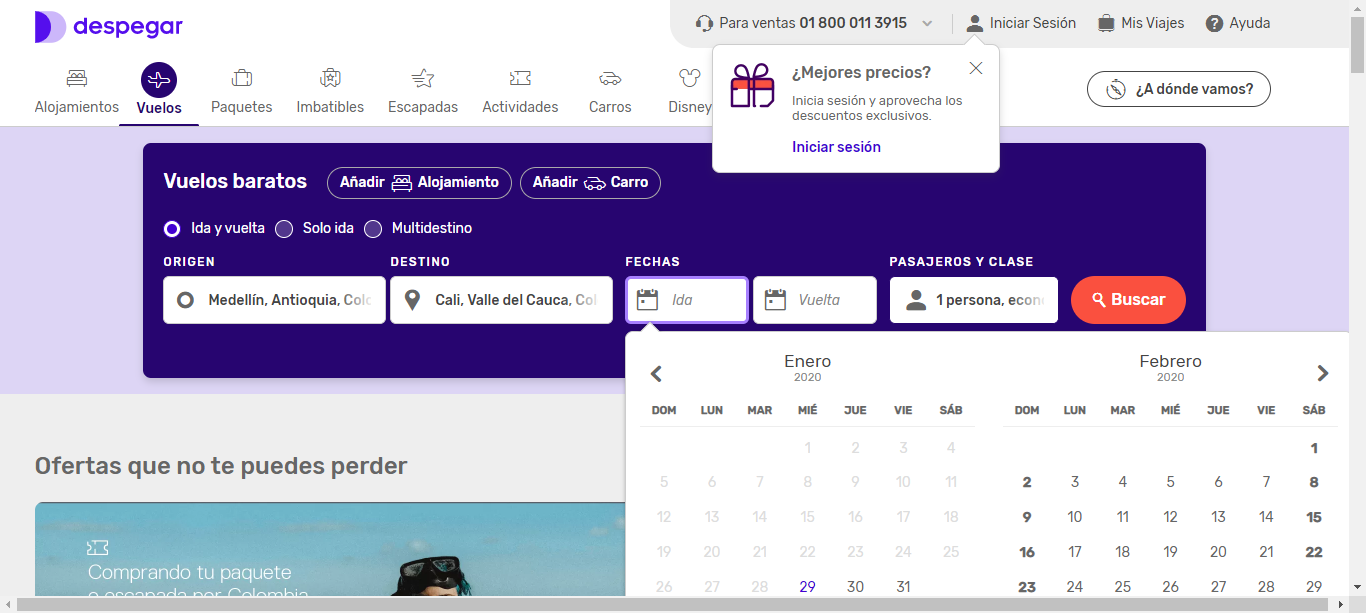 despegar
Para ventas 01 800 011 3915
Iniciar Sesión
Mis Viajes
Ayuda
Alojamientos
Vuelos
Paquetes
Imbatibles
Escapadas
Actividades
Carros
Disney
¿Mejores precios?
Inicia sesión y aprovecha los
descuentos exclusivos.
Iniciar sesión
¿A dónde vamos?
Vuelos baratos
Añadir Alojamiento
Añadir Carro
Ida y vuelta
Solo ida
Multidestino
ORIGEN
DESTINO
FECHAS
PASAJEROS Y CLASE
Medellín, Antioquia, Colo
Cali, Valle del Cauca, Col
Ida
Vuelta
1 persona, econ
Buscar
Enero
2020
DOM LUN MAR MIÉ JUE VIE SÁB
1 2 3 4
5 6 7 8 9 10 11
12 13 14 15 16 17 18
19 20 21 22 23 24 25
26 27 28 29 30 31
Febrero
2020
DOM LUN MAR MIÉ JUE VIE SÁB
1
2 3 4 5 6 7 8
9 10 11 12 13 14 15
16 17 18 19 20 21 22
23 24 25 26 27 28 29
Ofertas que no te puedes perder
Comprando tu paquete
o escapada por Colombia